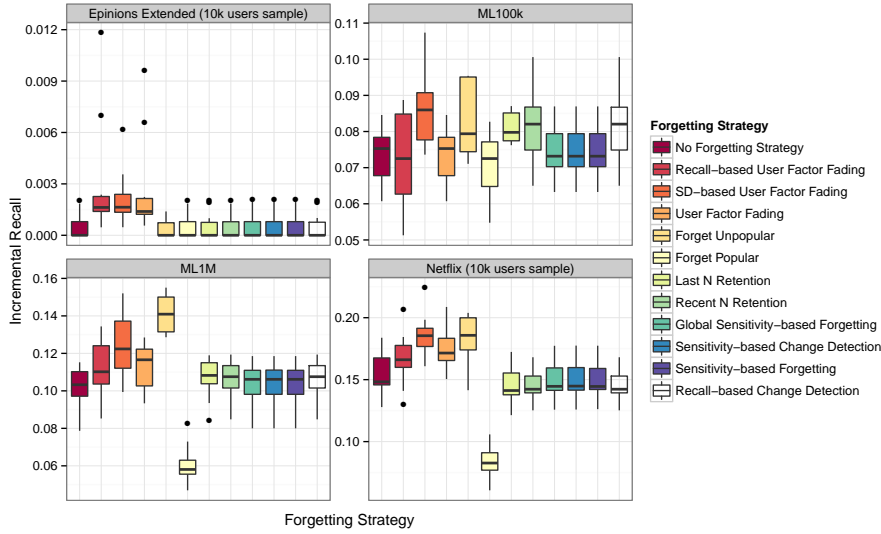 Epinions Extended (10k users sample)
ML100k
0.012
0.009
0.006
0.003
0.000
0.11
0.10
0.09
0.08
0.07
0.06
0.05
ML1M
Netflix (10k users sample)
0.16
0.14
0.12
0.10
0.08
0.06
0.20
0.15
0.10
Incremental Recall
Forgetting Strategy
Forgetting Strategy
No Forgetting Strategy
Recall−based User Factor Fading
SD−based User Factor Fading
User Factor Fading
Forget Unpopular
Forget Popular
Last N Retention
Recent N Retention
Global Sensitivity−based Forgetting
Sensitivity−based Change Detection
Sensitivity−based Forgetting
Recall−based Change Detection